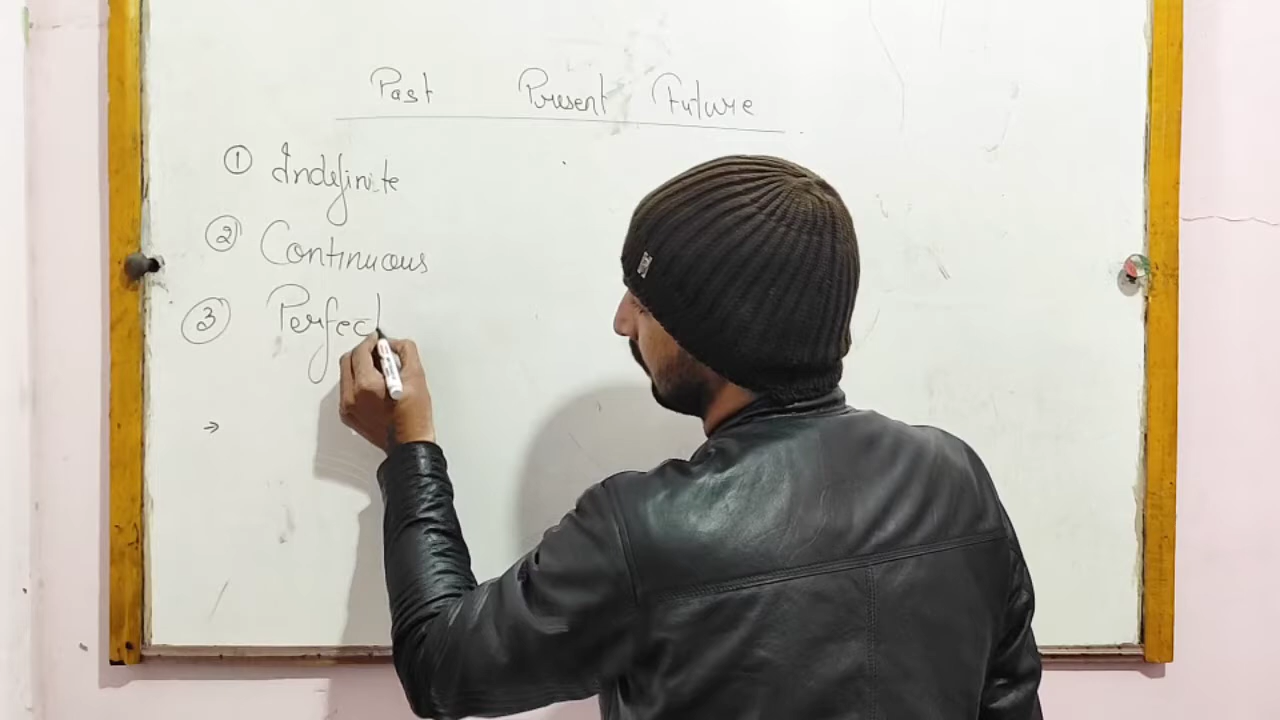 Past Present Future
① Indefinite
② Continuous
③ Perfect
→